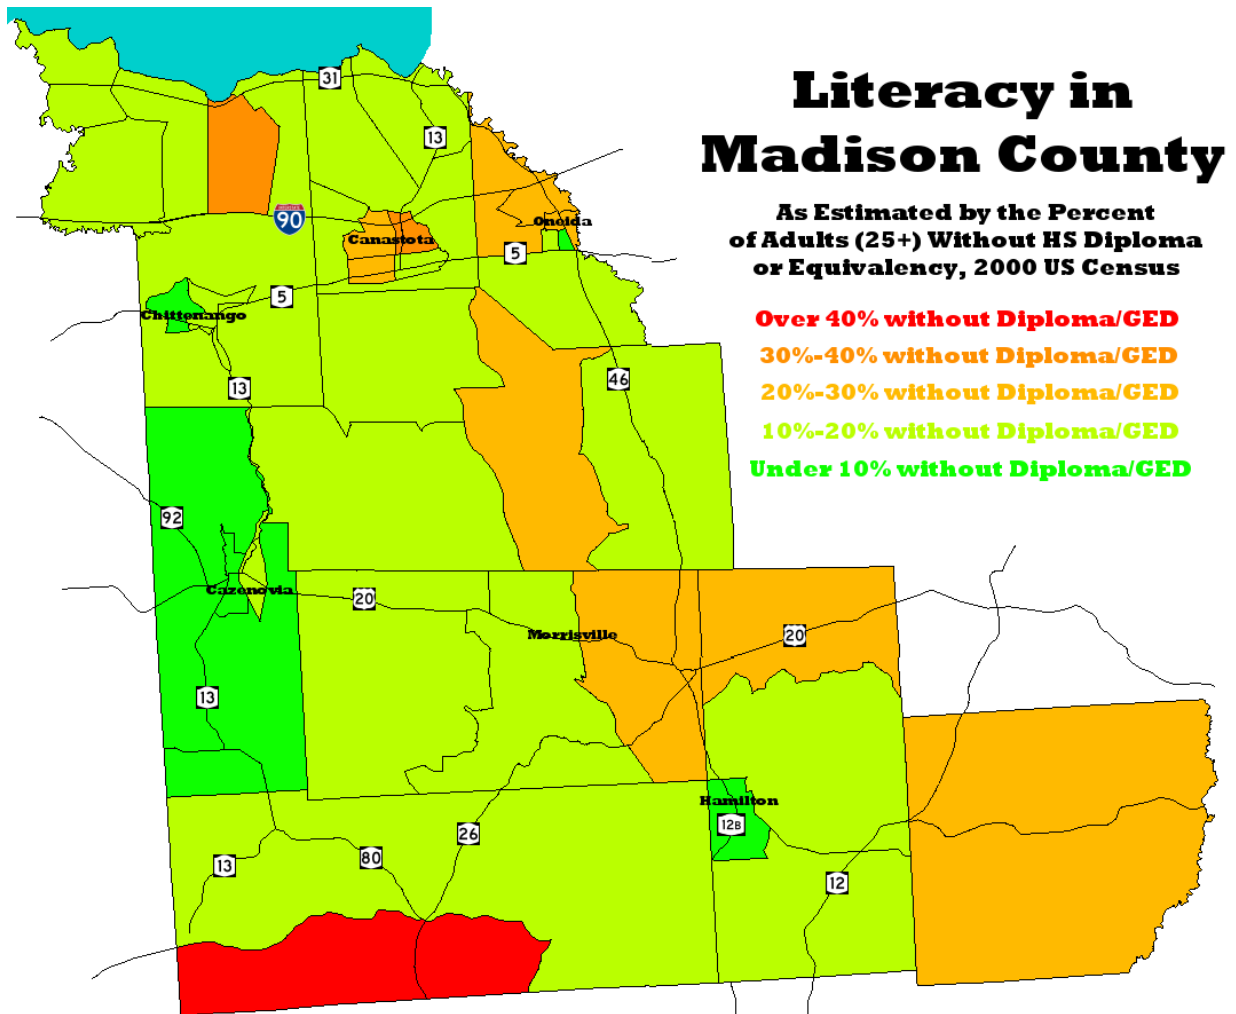 Literacy in
Madison County
As Estimated by the Percent
of Adults (25+) Without HS Diploma
or Equivalency, 2000 US Census
Over 40% without Diploma/GED
30%-40% without Diploma/GED
20%-30% without Diploma/GED
10%-20% without Diploma/GED
Under 10% without Diploma/GED
31
13
90
Oneida
Canastota
5
5
Chittenango
13
46
92
Cazenovia
20
Morrisville
20
13
Hamilton
12B
26
13
80
12